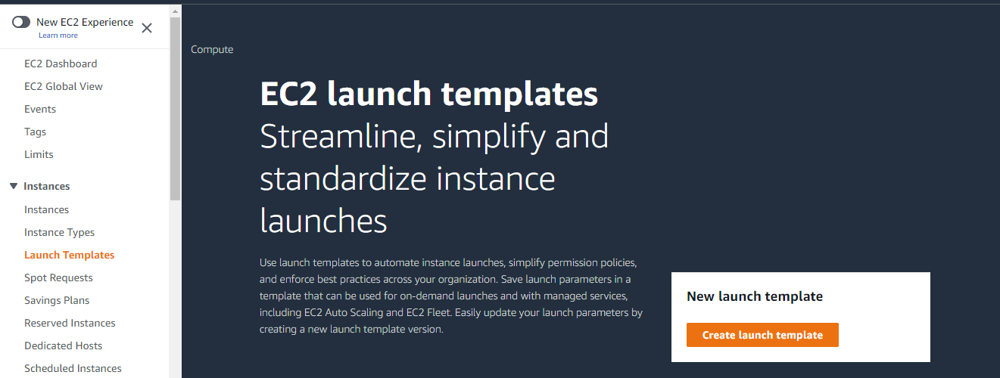 New EC2 Experience
Learn more
EC2 Dashboard
EC2 Global View
Events
Tags
Limits
Instances
Instances
Instance Types
Launch Templates
Spot Requests
Savings Plans
Reserved Instances
Dedicated Hosts
Scheduled Instances
Compute
EC2 launch templates
Streamline, simplify and
standardize instance
launches
Use launch templates to automate instance launches, simplify permission policies,
and enforce best practices across your organization. Save launch parameters in a
template that can be used for on-demand launches and with managed services,
including EC2 Auto Scaling and EC2 Fleet. Easily update your launch parameters by
creating a new launch template version.
New launch template
Create launch template